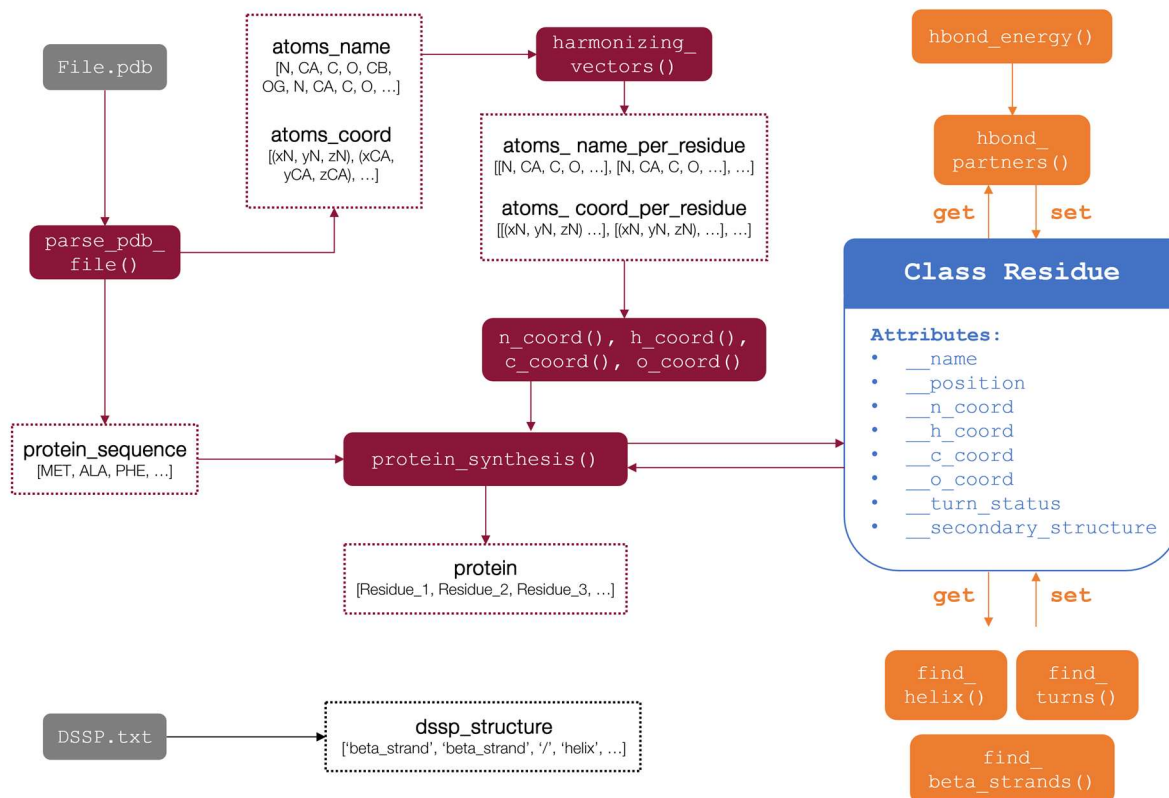 File.pdb
atoms_name
[N, CA, C, O, CB,
OG, N, CA, C, O, ...]
atoms_coord
[(xN, yN, zN), (xCA,
yCA, zCA), ...]
harmonizing_
vectors()
hbond_energy()
atoms_ name_per_residue
[[N, CA, C, O, ...], [N, CA, C, O, ...], ...]
atoms_ coord_per_residue
[[(xN, yN, zN) ...], [(xN, yN, zN), ...], ...]
hbond_
partners()
get
set
parse_pdb_
file()
Class Residue
Attributes:
• __name
• __position
• __n_coord
• __h_coord
• __c_coord
• __o_coord
• __turn_status
• __secondary_structure
n_coord(), h_coord(),
c_coord(), o_coord()
protein_sequence
[MET, ALA, PHE, ...]
protein_synthesis()
protein
[Residue_1, Residue_2, Residue_3, ...]
get
set
find_
helix()
find_
turns()
find_
beta_strands()
DSSP.txt
dssp_structure
[‘beta_strand’, ‘beta_strand’, ‘/’, ‘helix’, ...]